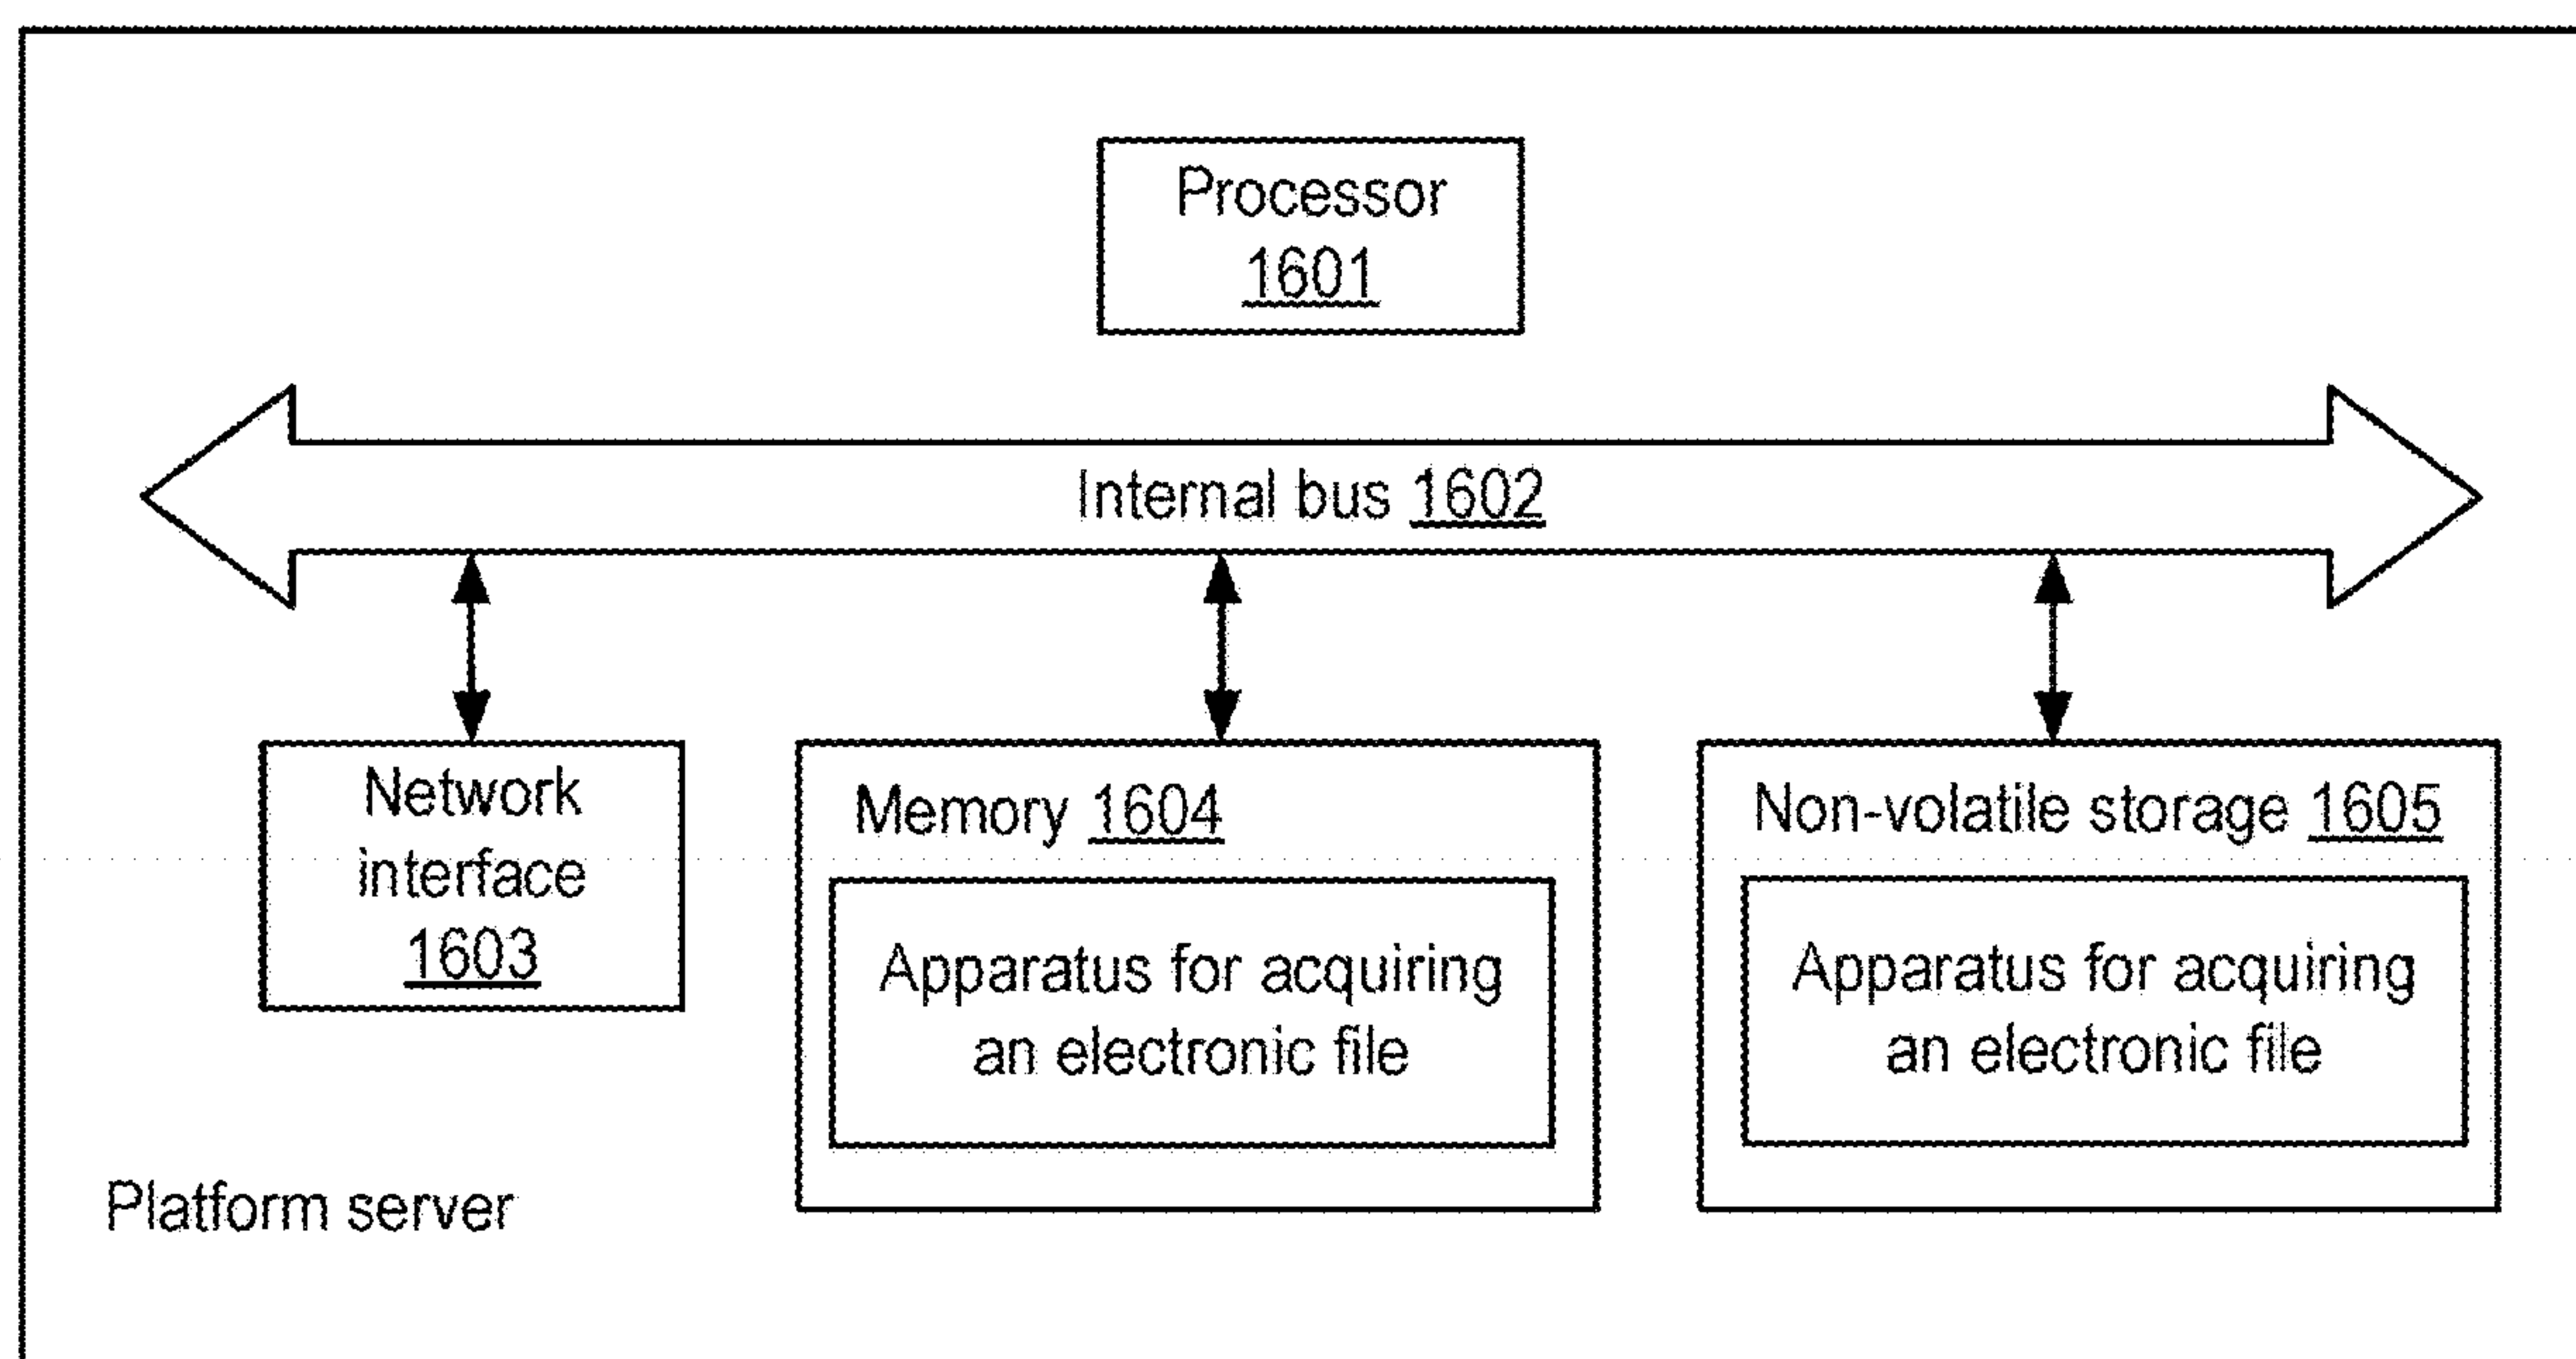 Processor
1601
Internal bus 1602
Network
interface
1603
Memory 1604
Apparatus for acquiring
an electronic file
Non-volatile storage 1605
Apparatus for acquiring
an electronic file
Platform server